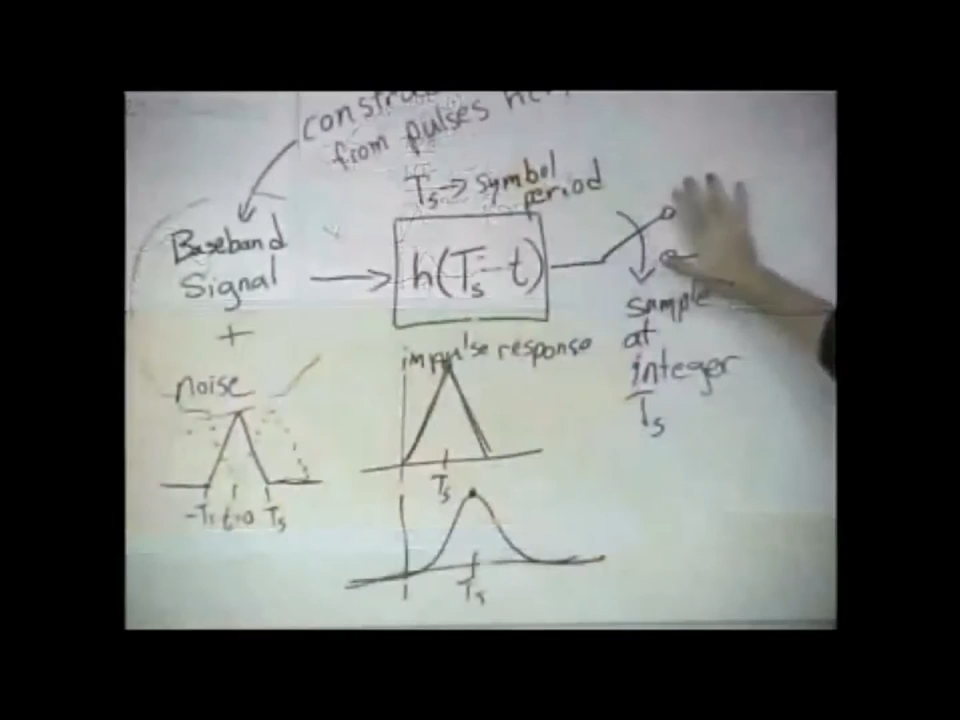 from pulses
Ts → symbol
period
Baseband
Signal
+
noise
h(Ts - t)
impulse response
sample
at
integer
Ts
Ts
-Ts t=0 Ts
Ts